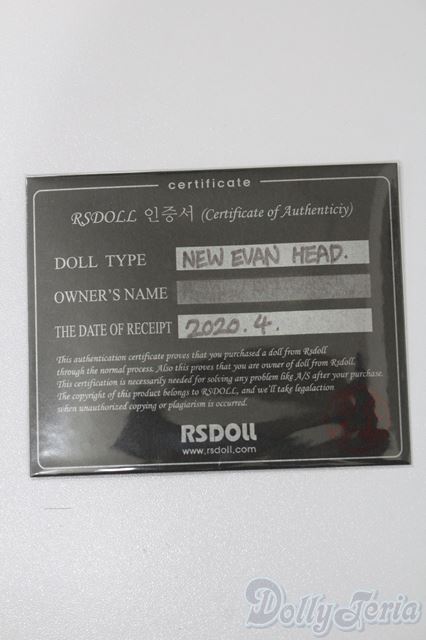 certificate
RSDOLL 인증서 (Certificate of Authenticiy)
DOLL TYPE NEW EVAN HEAD.
OWNER'S NAME
THE DATE OF RECEIPT 2020. 4.
This authentication certificate proves that you purchased a doll from Rsdoll
through the normal process. Also this proves that you are owner of doll from Rsdoll.
This certification is necessarily needed for solving any problem like A/S after your purchase.
The copyright of this product belongs to RSDOLL, and we'll take legalaction
when unauthorized copying or plagiarism is occurred.
RSDOLL
www.rsdoll.com
DollyTeria